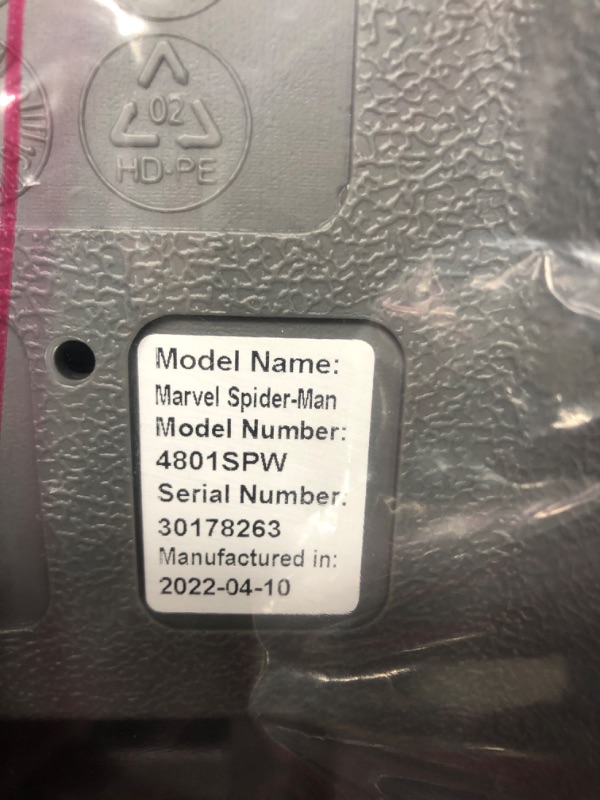 02
HD-PE
Model Name:
Marvel Spider-Man
Model Number:
4801SPW
Serial Number:
30178263
Manufactured in:
2022-04-10